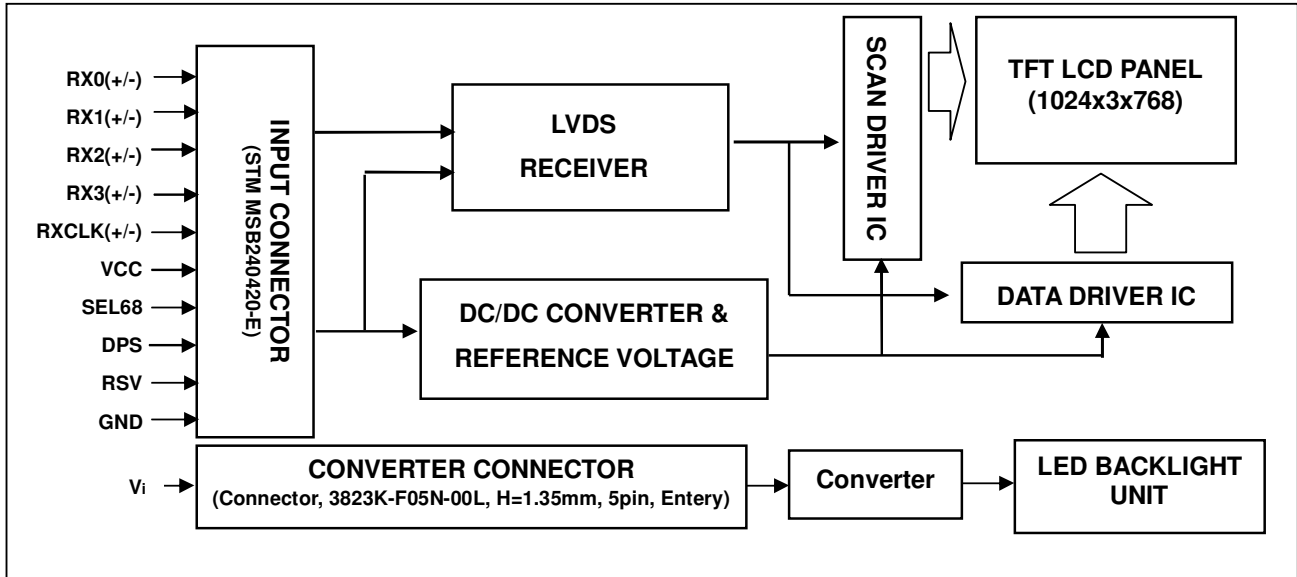 RX0(+/-)
RX1(+/-)
RX2(+/-)
RX3(+/-)
RXCLK(+/-)
VCC
SEL68
DPS
RSV
GND
INPUT CONNECTOR
(STM MSB240420-E)
LVDS
RECEIVER
DC/DC CONVERTER &
REFERENCE VOLTAGE
SCAN DRIVER IC
TFT LCD PANEL
(1024x3x768)
DATA DRIVER IC
Vi
CONVERTER CONNECTOR
(Connector, 3823K-F05N-00L, H=1.35mm, 5pin, Entery)
Converter
LED BACKLIGHT
UNIT